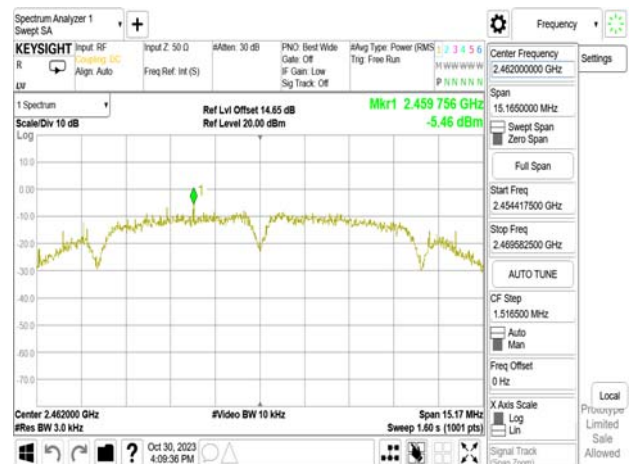 Spectrum Analyzer 1
Swept SA
Frequency
KEYSIGHT
Input: RF
Coupling: DC
Align: Auto
Input Z: 50 Ω
Freq Ref: Int (S)
#Atten: 30 dB
PNO: Best Wide
Gate: Off
IF Gain: Low
Sig Track: Off
#Avg Type: Power (RMS
Trig: Free Run
1 2 3 4 5 6
M W W W W W
P N N N N N
R
1 Spectrum
Scale/Div 10 dB
Log
Ref Lvl Offset 14.65 dB
Ref Level 20.00 dBm
Mkr1 2.459 756 GHz
-5.46 dBm
1
10.0
0.00
-10.0
-20.0
-30.0
-40.0
-50.0
-60.0
-70.0
Center 2.462000 GHz
#Res BW 3.0 kHz
#Video BW 10 kHz
Span 15.17 MHz
Sweep 1.60 s (1001 pts)
Oct 30, 2023
4:09:36 PM
Center Frequency
2.462000000 GHz
Settings
Span
15.1650000 MHz
Swept Span
Zero Span
Full Span
Start Freq
2.454417500 GHz
Stop Freq
2.469582500 GHz
AUTO TUNE
CF Step
1.516500 MHz
Auto
Man
Freq Offset
0 Hz
X Axis Scale
Log
Lin
Signal Track
(Span Zoom)
Local
Prototype
Limited
Sale
Allowed